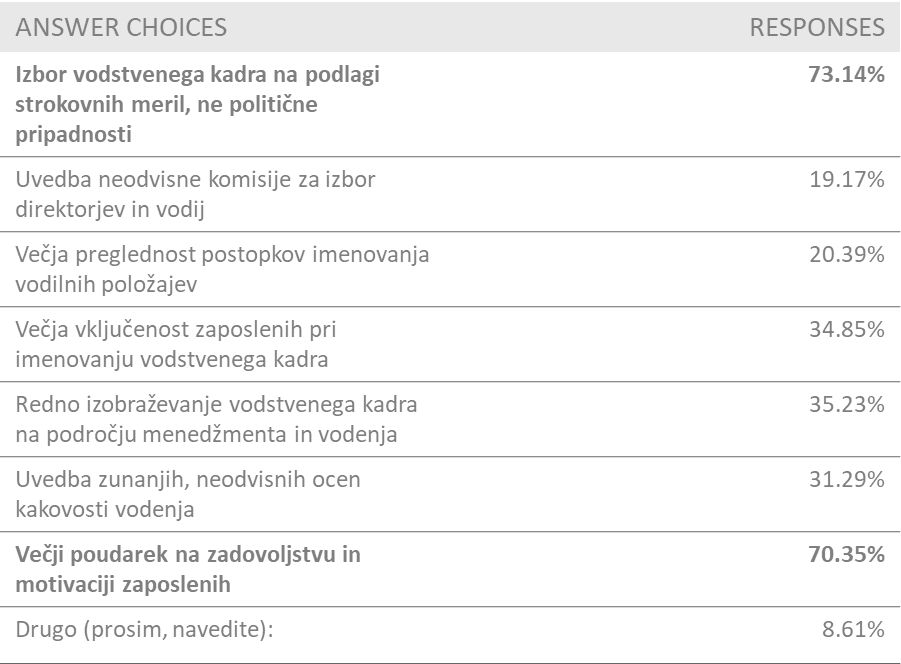 ANSWER CHOICES RESPONSES
Izbor vodstvenega kadra na podlagi 73.14%
strokovnih meril, ne politične
pripadnosti
Uvedba neodvisne komisije za izbor 19.17%
direktorjev in vodij
Večja preglednost postopkov imenovanja 20.39%
vodilnih položajev
Večja vključenost zaposlenih pri 34.85%
imenovanju vodstvenega kadra
Redno izobraževanje vodstvenega kadra 35.23%
na področju menedžmenta in vodenja
Uvedba zunanjih, neodvisnih ocen 31.29%
kakovosti vodenja
Večji poudarek na zadovoljstvu in 70.35%
motivaciji zaposlenih
Drugo (prosim, navedite): 8.61%